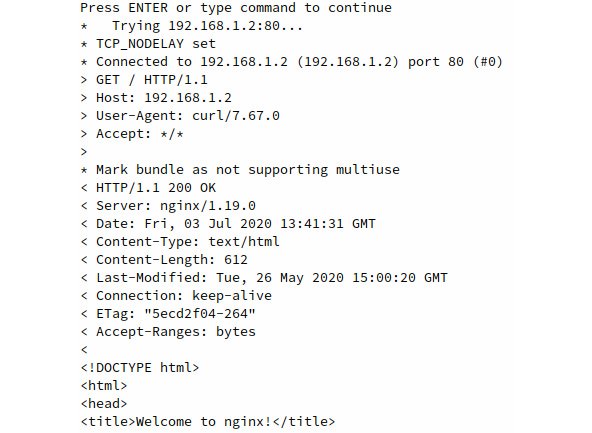 Press ENTER or type command to continue
*   Trying 192.168.1.2:80...
* TCP_NODELAY set
* Connected to 192.168.1.2 (192.168.1.2) port 80 (#0)
> GET / HTTP/1.1
> Host: 192.168.1.2
> User-Agent: curl/7.67.0
> Accept: */*
>
* Mark bundle as not supporting multiuse
< HTTP/1.1 200 OK
< Server: nginx/1.19.0
< Date: Fri, 03 Jul 2020 13:41:31 GMT
< Content-Type: text/html
< Content-Length: 612
< Last-Modified: Tue, 26 May 2020 15:00:20 GMT
< Connection: keep-alive
< ETag: "5ecd2f04-264"
< Accept-Ranges: bytes
<
<!DOCTYPE html>
<html>
<head>
<title>Welcome to nginx!</title>